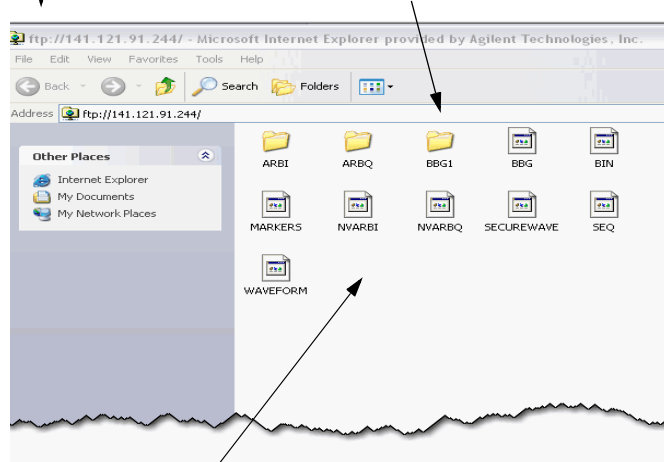 ftp://141.121.91.244/ - Microsoft Internet Explorer provided by Agilent Technologies, Inc.
File Edit View Favorites Tools Help
Back Search Folders
Address ftp://141.121.91.244/
Other Places
Internet Explorer
My Documents
My Network Places
ARBI ARBQ BBG1 BBG BIN
MARKERS NVARBI NVARBQ SECUREWAVE SEQ
WAVEFORM